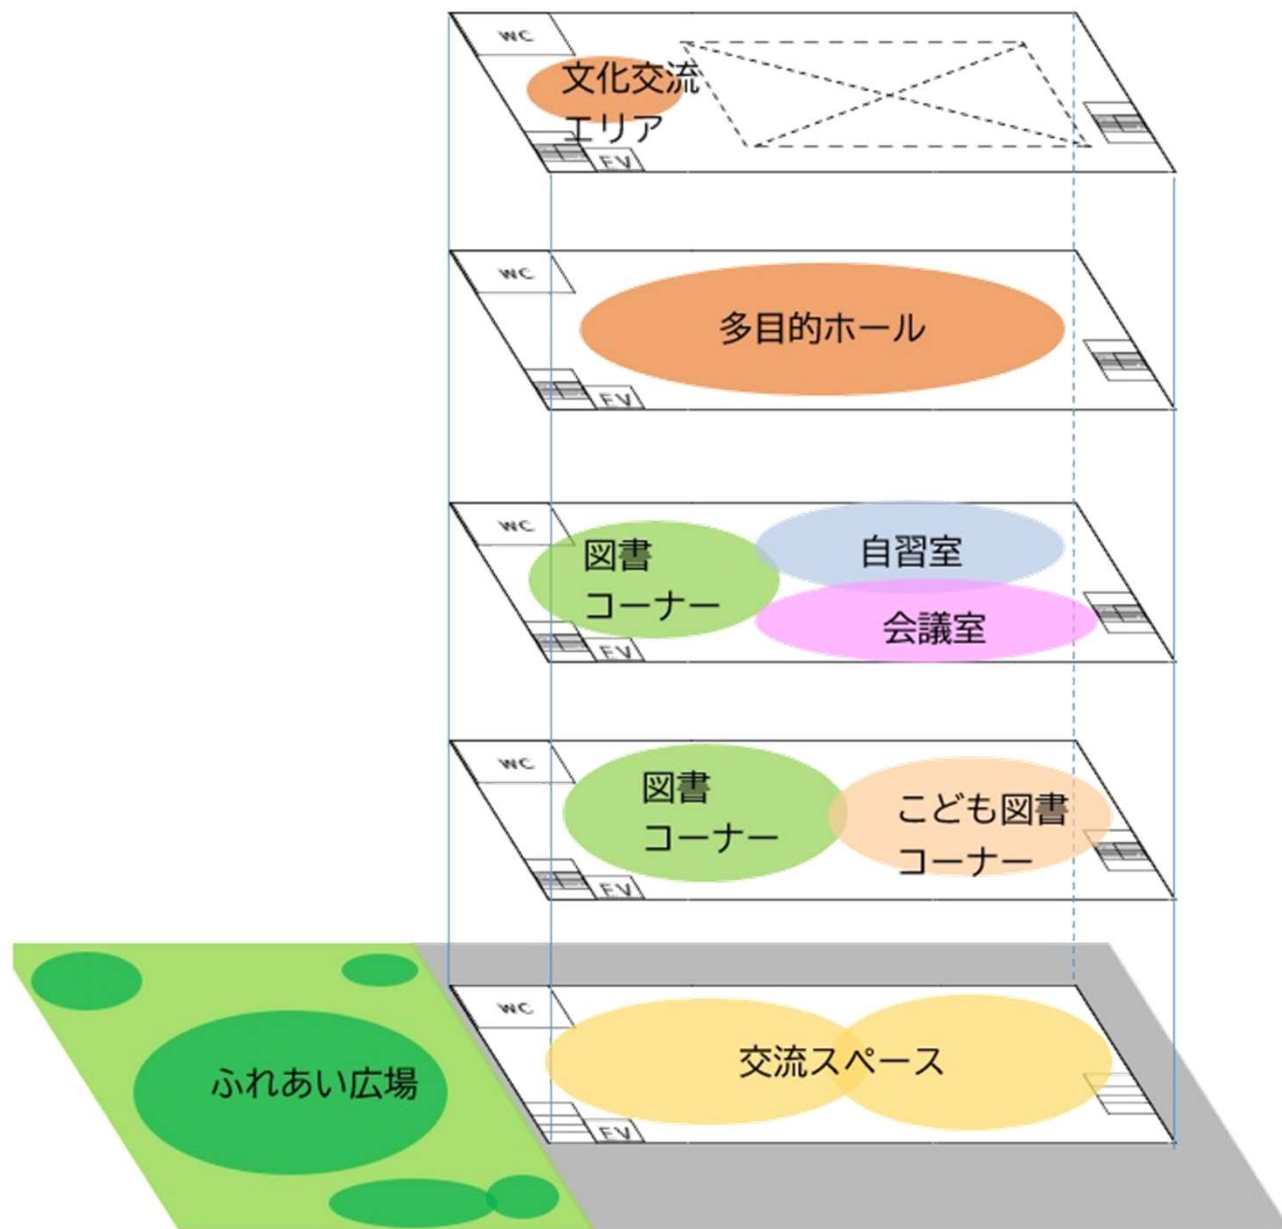 WC
文化交流
エリア
EV
WC
多目的ホール
EV
WC
図書
コーナー
自習室
会議室
EV
WC
図書
コーナー
こども図書
コーナー
EV
WC
交流スペース
ふれあい広場
EV